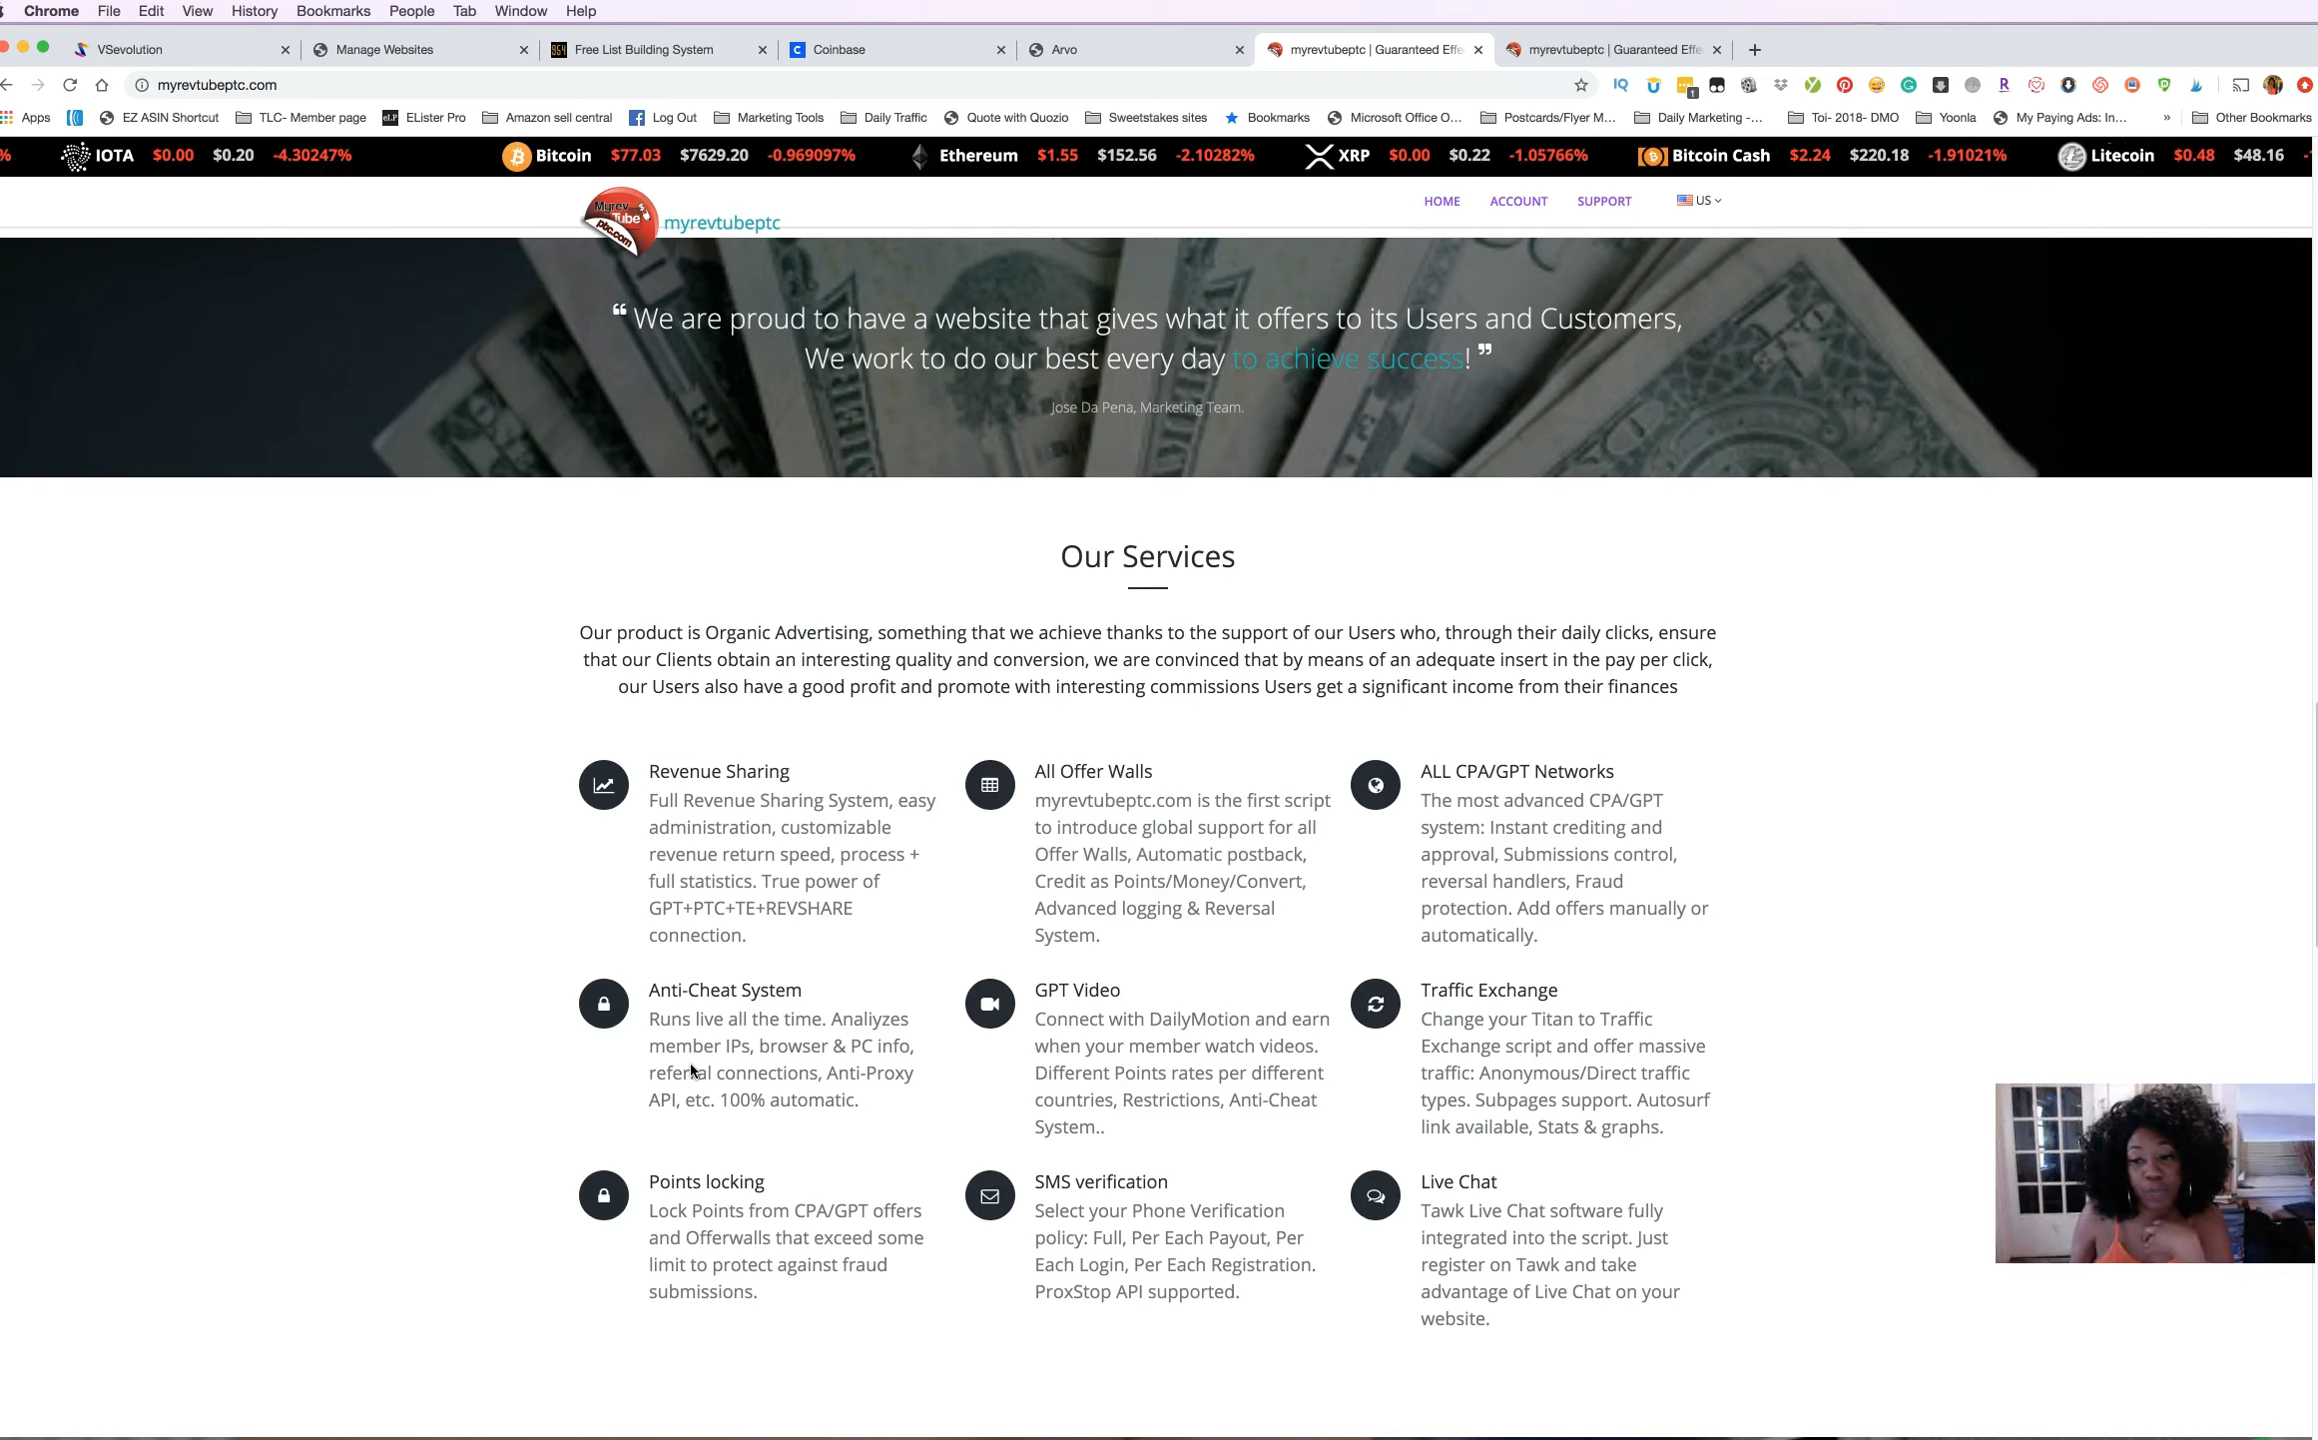 Chrome File Edit View History Bookmarks People Tab Window Help
VSevolution Manage Websites Free List Building System Coinbase Arvo myrevtubeptc | Guaranteed Effe myrevtubeptc | Guaranteed Effe
myrevtubeptc.com
Apps EZ ASIN Shortcut TLC- Member page eLP ELister Pro Amazon sell central Log Out Marketing Tools Daily Traffic Quote with Quozio Sweetstakes sites Bookmarks Microsoft Office O... Postcards/Flyer M... Daily Marketing -... Toi- 2018- DMO Yoonla My Paying Ads: In... » Other Bookmarks
% IOTA $0.00 $0.20 -4.30247% Bitcoin $77.03 $7629.20 -0.969097% Ethereum $1.55 $152.56 -2.10282% XRP $0.00 $0.22 -1.05766% Bitcoin Cash $2.24 $220.18 -1.91021% Litecoin $0.48 $48.16
Myrev Tube ptc.com myrevtubeptc HOME ACCOUNT SUPPORT US
“ We are proud to have a website that gives what it offers to its Users and Customers,
We work to do our best every day to achieve success! ”
Jose Da Pena, Marketing Team.
Our Services
Our product is Organic Advertising, something that we achieve thanks to the support of our Users who, through their daily clicks, ensure
that our Clients obtain an interesting quality and conversion, we are convinced that by means of an adequate insert in the pay per click,
our Users also have a good profit and promote with interesting commissions Users get a significant income from their finances
Revenue Sharing
Full Revenue Sharing System, easy
administration, customizable
revenue return speed, process +
full statistics. True power of
GPT+PTC+TE+REVSHARE
connection.
All Offer Walls
myrevtubeptc.com is the first script
to introduce global support for all
Offer Walls, Automatic postback,
Credit as Points/Money/Convert,
Advanced logging & Reversal
System.
ALL CPA/GPT Networks
The most advanced CPA/GPT
system: Instant crediting and
approval, Submissions control,
reversal handlers, Fraud
protection. Add offers manually or
automatically.
Anti-Cheat System
Runs live all the time. Analiyzes
member IPs, browser & PC info,
referral connections, Anti-Proxy
API, etc. 100% automatic.
GPT Video
Connect with DailyMotion and earn
when your member watch videos.
Different Points rates per different
countries, Restrictions, Anti-Cheat
System..
Traffic Exchange
Change your Titan to Traffic
Exchange script and offer massive
traffic: Anonymous/Direct traffic
types. Subpages support. Autosurf
link available, Stats & graphs.
Points locking
Lock Points from CPA/GPT offers
and Offerwalls that exceed some
limit to protect against fraud
submissions.
SMS verification
Select your Phone Verification
policy: Full, Per Each Payout, Per
Each Login, Per Each Registration.
ProxStop API supported.
Live Chat
Tawk Live Chat software fully
integrated into the script. Just
register on Tawk and take
advantage of Live Chat on your
website.